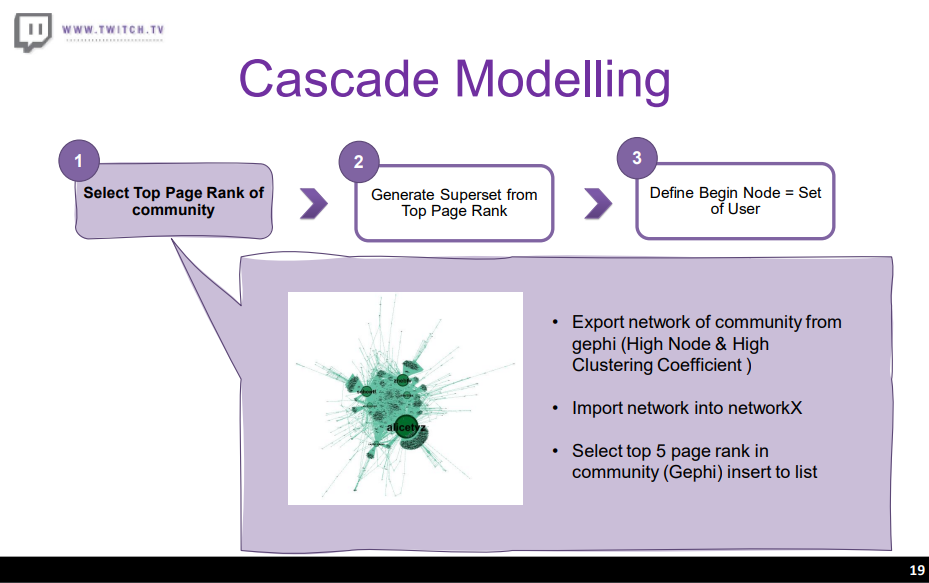 WWW.TWITCH.TV
Cascade Modelling
1
Select Top Page Rank of
community
2
Generate Superset from
Top Page Rank
3
Define Begin Node = Set
of User
alicetvz
• Export network of community from
gephi (High Node & High
Clustering Coefficient )
• Import network into networkX
• Select top 5 page rank in
community (Gephi) insert to list
19